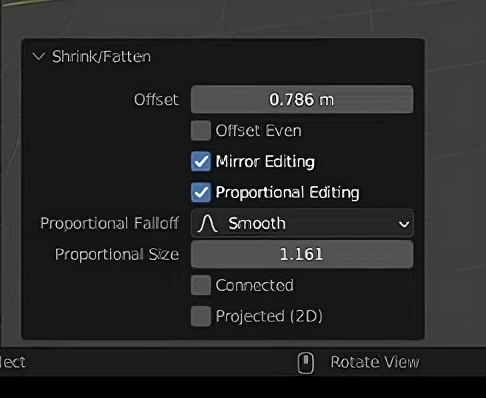 Shrink/Fatten
Offset 0.786 m
Offset Even
Mirror Editing
Proportional Editing
Proportional Falloff Smooth
Proportional Size 1.161
Connected
Projected (2D)
lect Rotate View